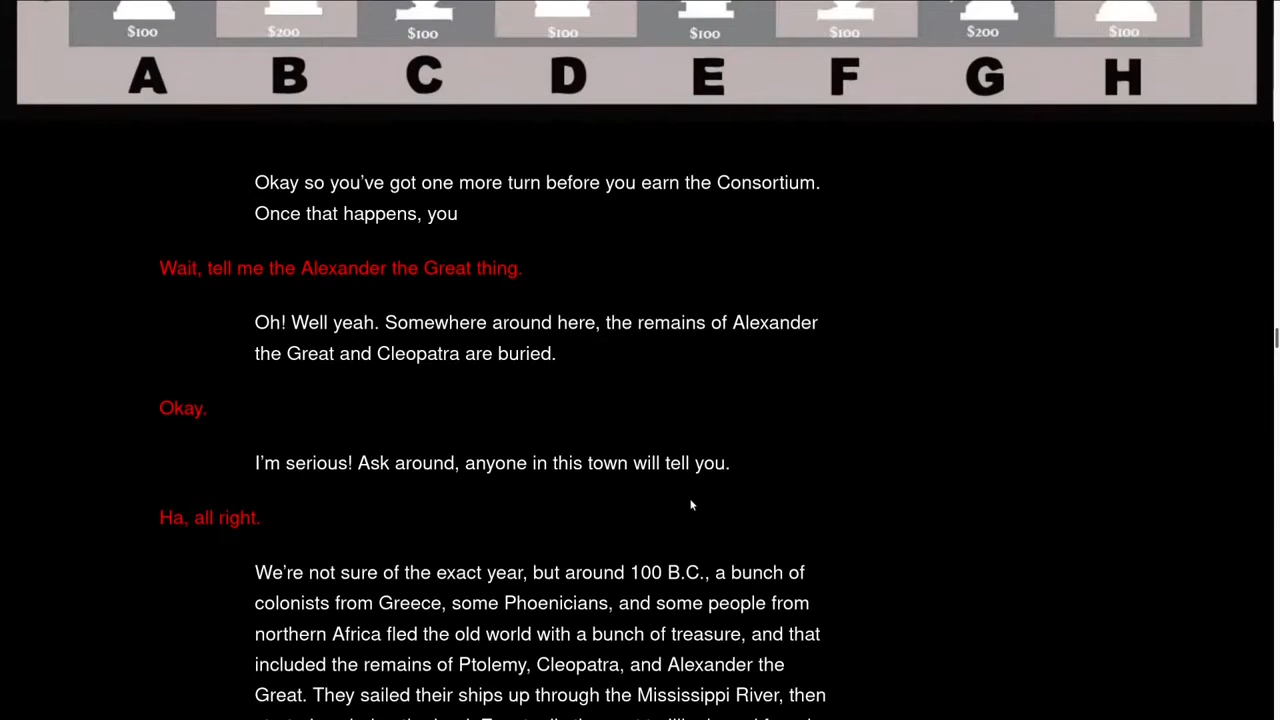 $100 $200 $100 $100 $100 $100 $200 $100
A B C D E F G H
Okay so you’ve got one more turn before you earn the Consortium.
Once that happens, you
Wait, tell me the Alexander the Great thing.
Oh! Well yeah. Somewhere around here, the remains of Alexander
the Great and Cleopatra are buried.
Okay.
I’m serious! Ask around, anyone in this town will tell you.
Ha, all right.
We’re not sure of the exact year, but around 100 B.C., a bunch of
colonists from Greece, some Phoenicians, and some people from
northern Africa fled the old world with a bunch of treasure, and that
included the remains of Ptolemy, Cleopatra, and Alexander the
Great. They sailed their ships up through the Mississippi River, then